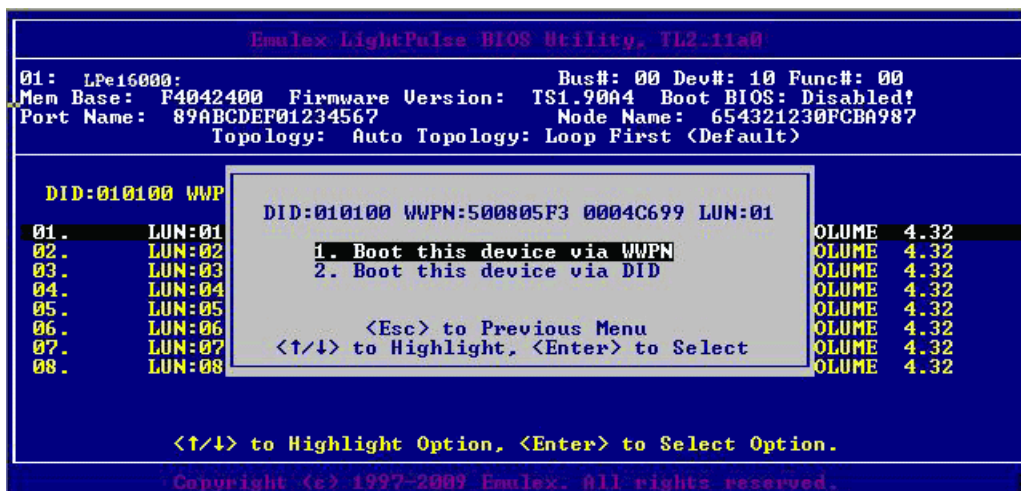 Emulex LightPulse BIOS Utility, TL2.11a0
01: LPe16000: Bus#: 00 Dev#: 10 Func#: 00
Mem Base: F4042400 Firmware Version: TS1.90A4 Boot BIOS: Disabled!
Port Name: 89ABCDEF01234567 Node Name: 654321230FCBA987
Topology: Auto Topology: Loop First (Default)
DID:010100 WWP
DID:010100 WWPN:500805F3 0004C699 LUN:01
1. Boot this device via WWPN
2. Boot this device via DID
<Esc> to Previous Menu
<↑/↓> to Highlight, <Enter> to Select
01. LUN:01 OLUME 4.32
02. LUN:02 OLUME 4.32
03. LUN:03 OLUME 4.32
04. LUN:04 OLUME 4.32
05. LUN:05 OLUME 4.32
06. LUN:06 OLUME 4.32
07. LUN:07 OLUME 4.32
08. LUN:08 OLUME 4.32
<↑/↓> to Highlight Option, <Enter> to Select Option.
Copyright (c) 1997-2009 Emulex. All rights reserved.